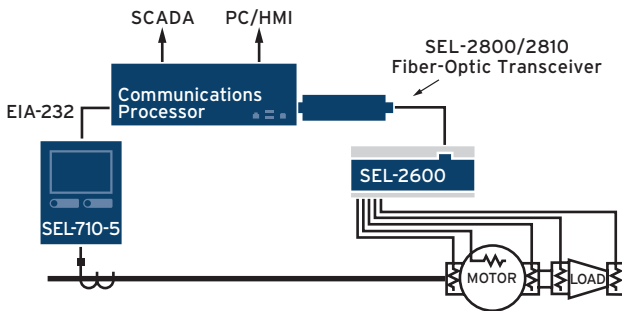 SCADA
PC/HMI
SEL-2800/2810
Fiber-Optic Transceiver
EIA-232
Communications
Processor
SEL-2600
SEL-710-5
MOTOR
LOAD